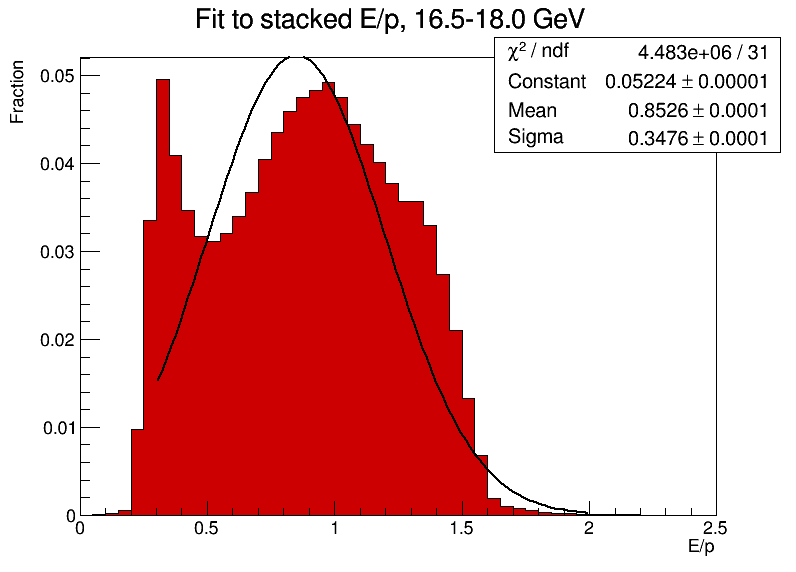 Fit to stacked E/p, 16.5-18.0 GeV
χ² / ndf 4.483e+06 / 31
Constant 0.05224 ± 0.00001
Mean 0.8526 ± 0.0001
Sigma 0.3476 ± 0.0001
Fraction
0.05
0.04
0.03
0.02
0.01
0
0 0.5 1 1.5 2 2.5
E/p